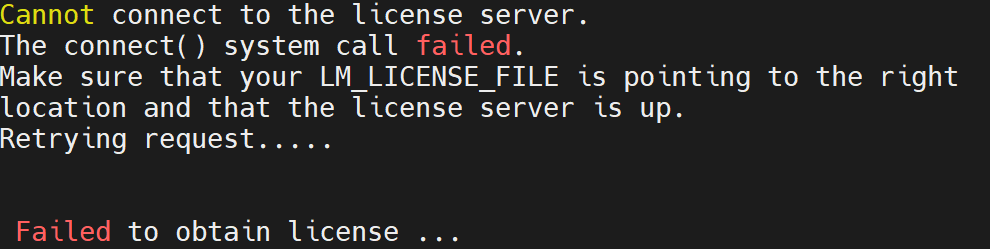 Cannot connect to the license server.
The connect() system call failed.
Make sure that your LM_LICENSE_FILE is pointing to the right
location and that the license server is up.
Retrying request.....
Failed to obtain license ...